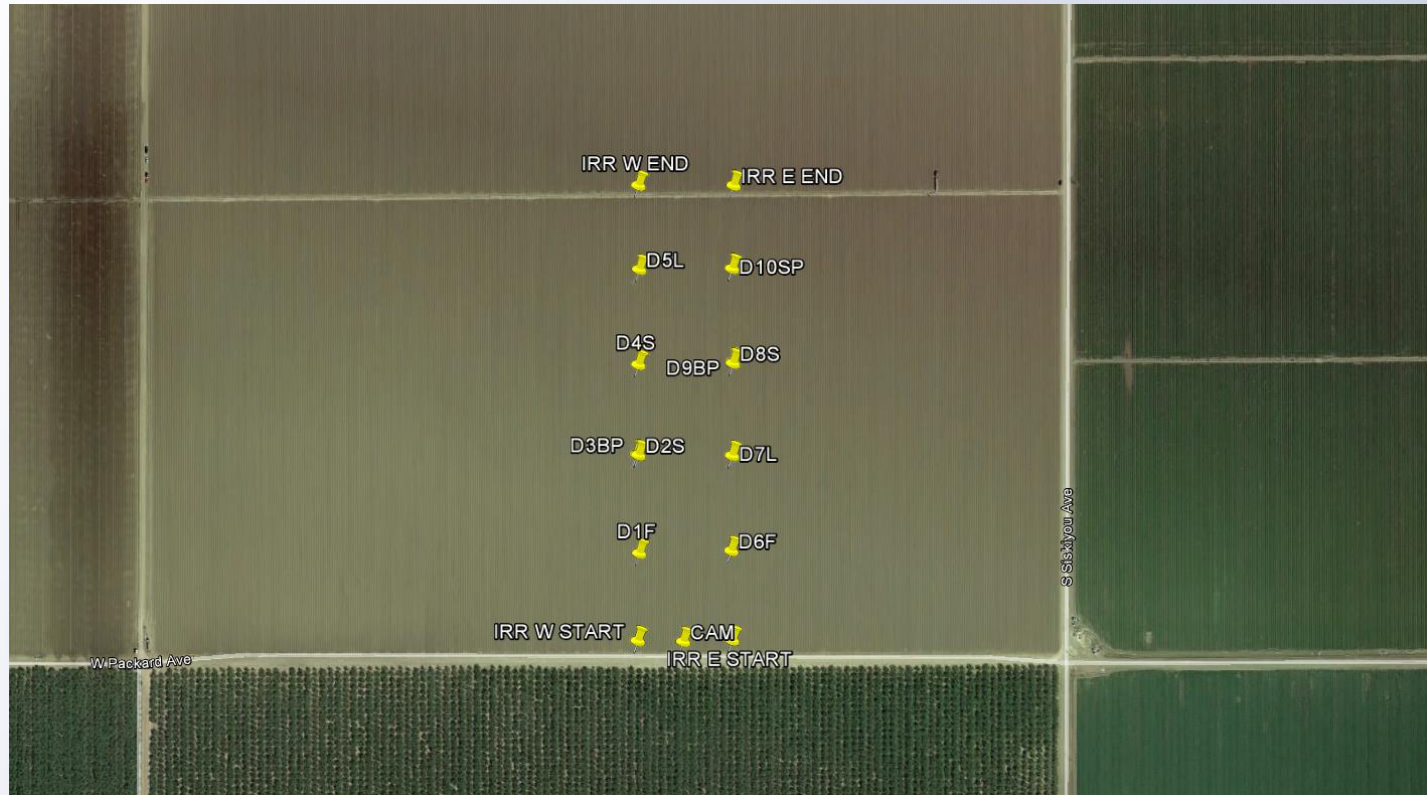 IRR W END
IRR E END
D5L
D10SP
D4S
D8S
D9BP
D3BP
D2S
D7L
D1F
D6F
S Siskiyou Ave
IRR W START
CAM
IRR E START
W Packard Ave